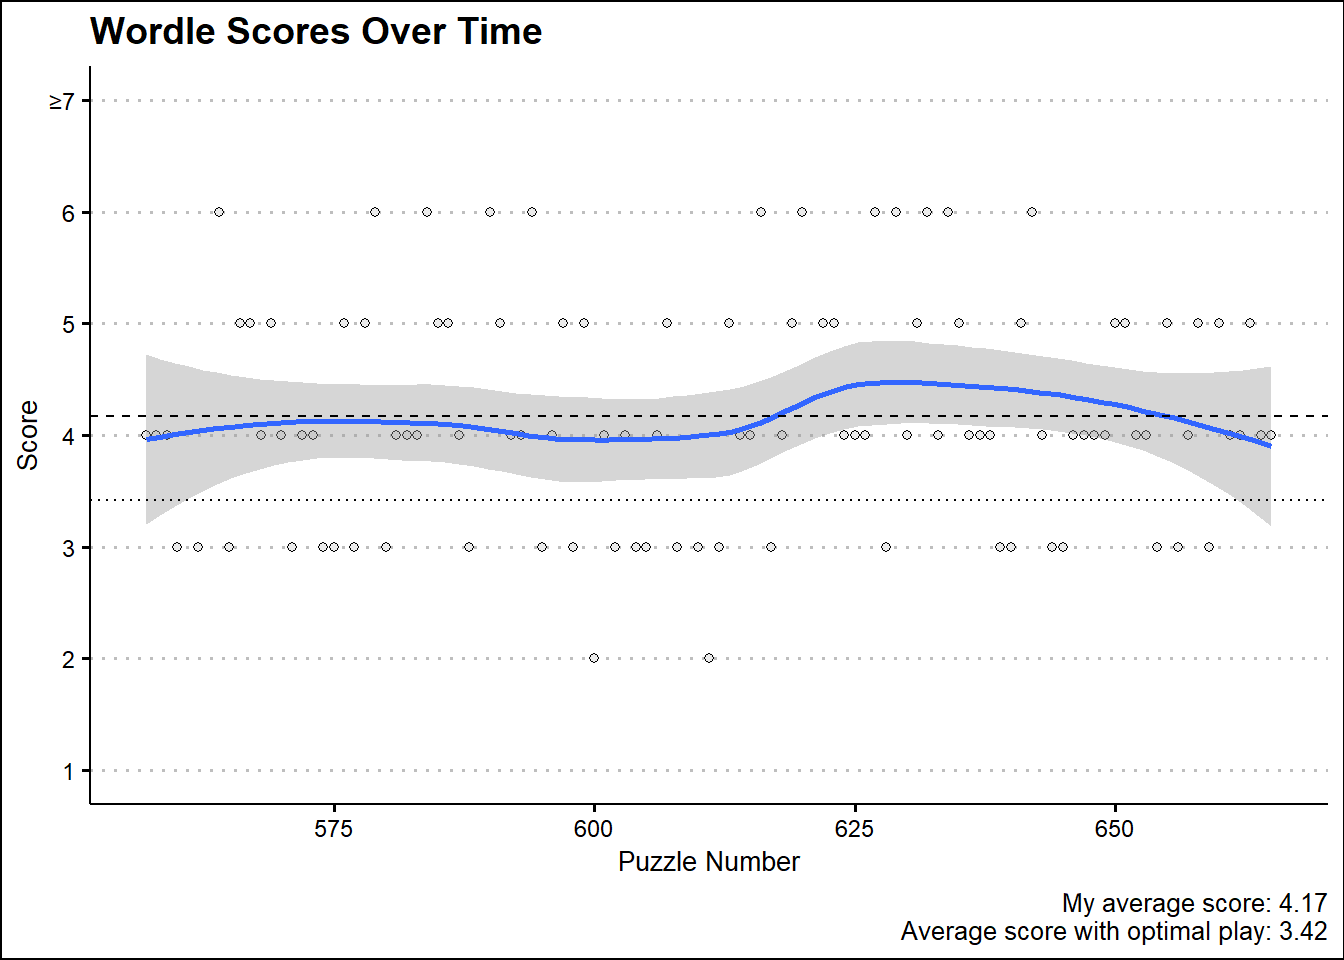 Wordle Scores Over Time
≥7
6
5
4
3
2
1
Score
575 600 625 650
Puzzle Number
My average score: 4.17
Average score with optimal play: 3.42